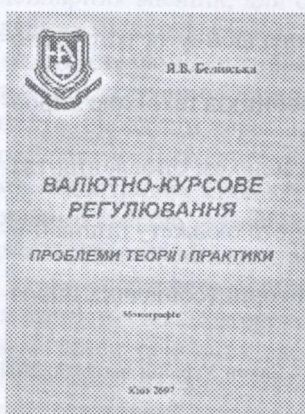 Я.В. Белінська
ВАЛЮТНО-КУРСОВЕ
РЕГУЛЮВАННЯ
ПРОБЛЕМИ ТЕОРІЇ І ПРАКТИКИ
Монографія
Київ 2007